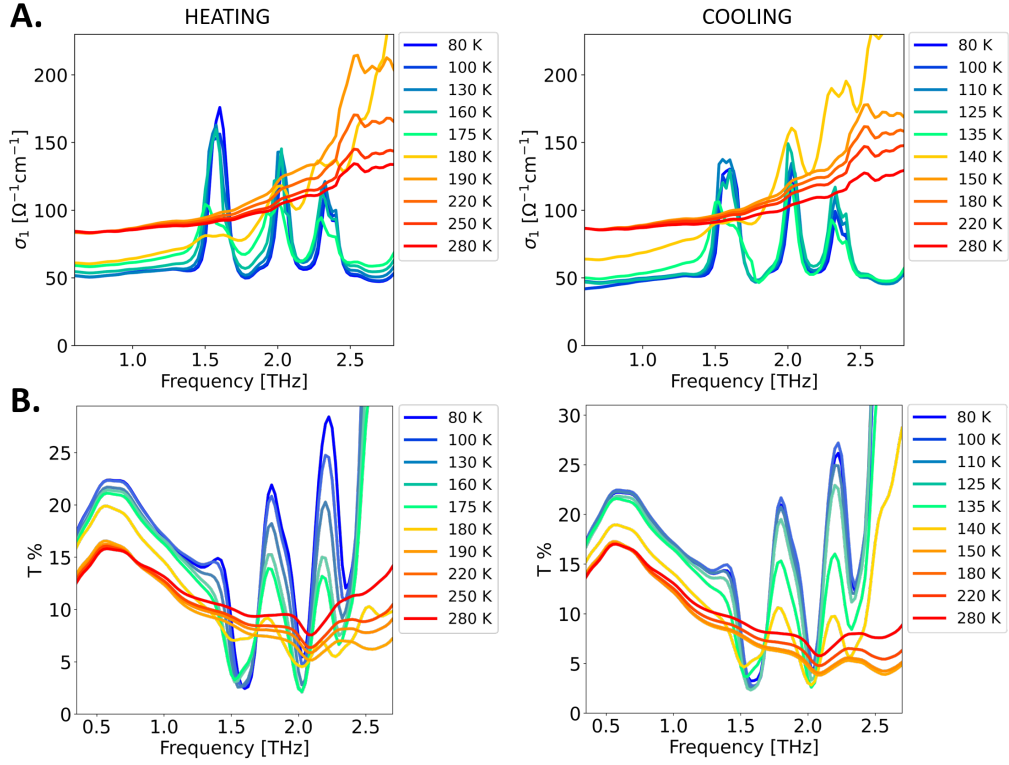 A.
HEATING
COOLING
200
150
100
50
0
σ₁ [Ω⁻¹cm⁻¹]
1.0 1.5 2.0 2.5
Frequency [THz]
80 K
100 K
130 K
160 K
175 K
180 K
190 K
220 K
250 K
280 K
200
150
100
50
0
σ₁ [Ω⁻¹cm⁻¹]
1.0 1.5 2.0 2.5
Frequency [THz]
80 K
100 K
110 K
125 K
135 K
140 K
150 K
180 K
220 K
280 K
B.
25
20
15
10
5
0
T %
0.5 1.0 1.5 2.0 2.5
Frequency [THz]
80 K
100 K
130 K
160 K
175 K
180 K
190 K
220 K
250 K
280 K
30
25
20
15
10
5
0
T %
0.5 1.0 1.5 2.0 2.5
Frequency [THz]
80 K
100 K
110 K
125 K
135 K
140 K
150 K
180 K
220 K
280 K